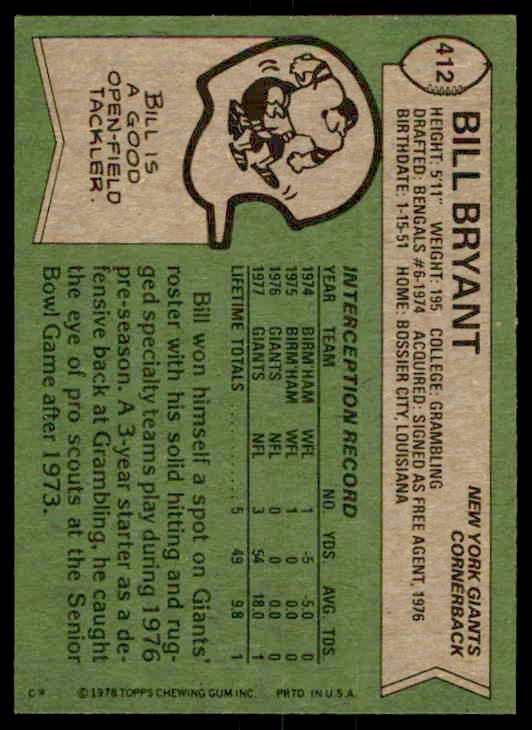 412
BILL BRYANT
NEW YORK GIANTS
CORNERBACK
HEIGHT: 5'11" WEIGHT: 195 COLLEGE: GRAMBLING
DRAFTED: BENGALS #6-1974 ACQUIRED: SIGNED AS FREE AGENT, 1976
BIRTHDATE: 1-15-51 HOME: BOSSIER CITY, LOUISIANA
BILL IS
A GOOD
OPEN-FIELD
TACKLER.
INTERCEPTION RECORD
YEAR TEAM NO. YDS. AVG. TDS.
1974 BIRM'HAM WFL 1 -5 -5.0 0
1975 BIRM'HAM WFL 1 0 0.0 0
1976 GIANTS NFL 0 0 0.0 0
1977 GIANTS NFL 3 54 18.0 1
LIFETIME TOTALS 5 49 9.8 1
Bill won himself a spot on Giants'
roster with his solid hitting and rug-
ged specialty teams play during 1976
pre-season. A 3-year starter as a de-
fensive back at Grambling, he caught
the eye of pro scouts at the Senior
Bowl Game after 1973.
C* © 1978 TOPPS CHEWING GUM INC. PRTD. IN U.S.A.